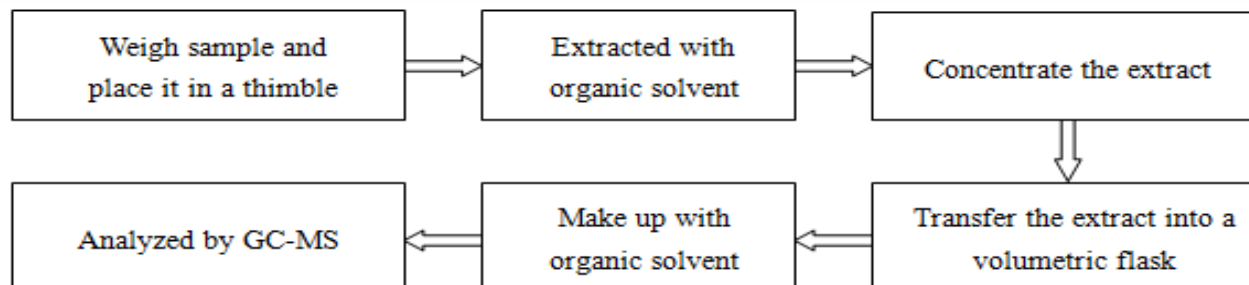 Weigh sample and
place it in a thimble
Extracted with
organic solvent
Concentrate the extract
Transfer the extract into a
volumetric flask
Make up with
organic solvent
Analyzed by GC-MS